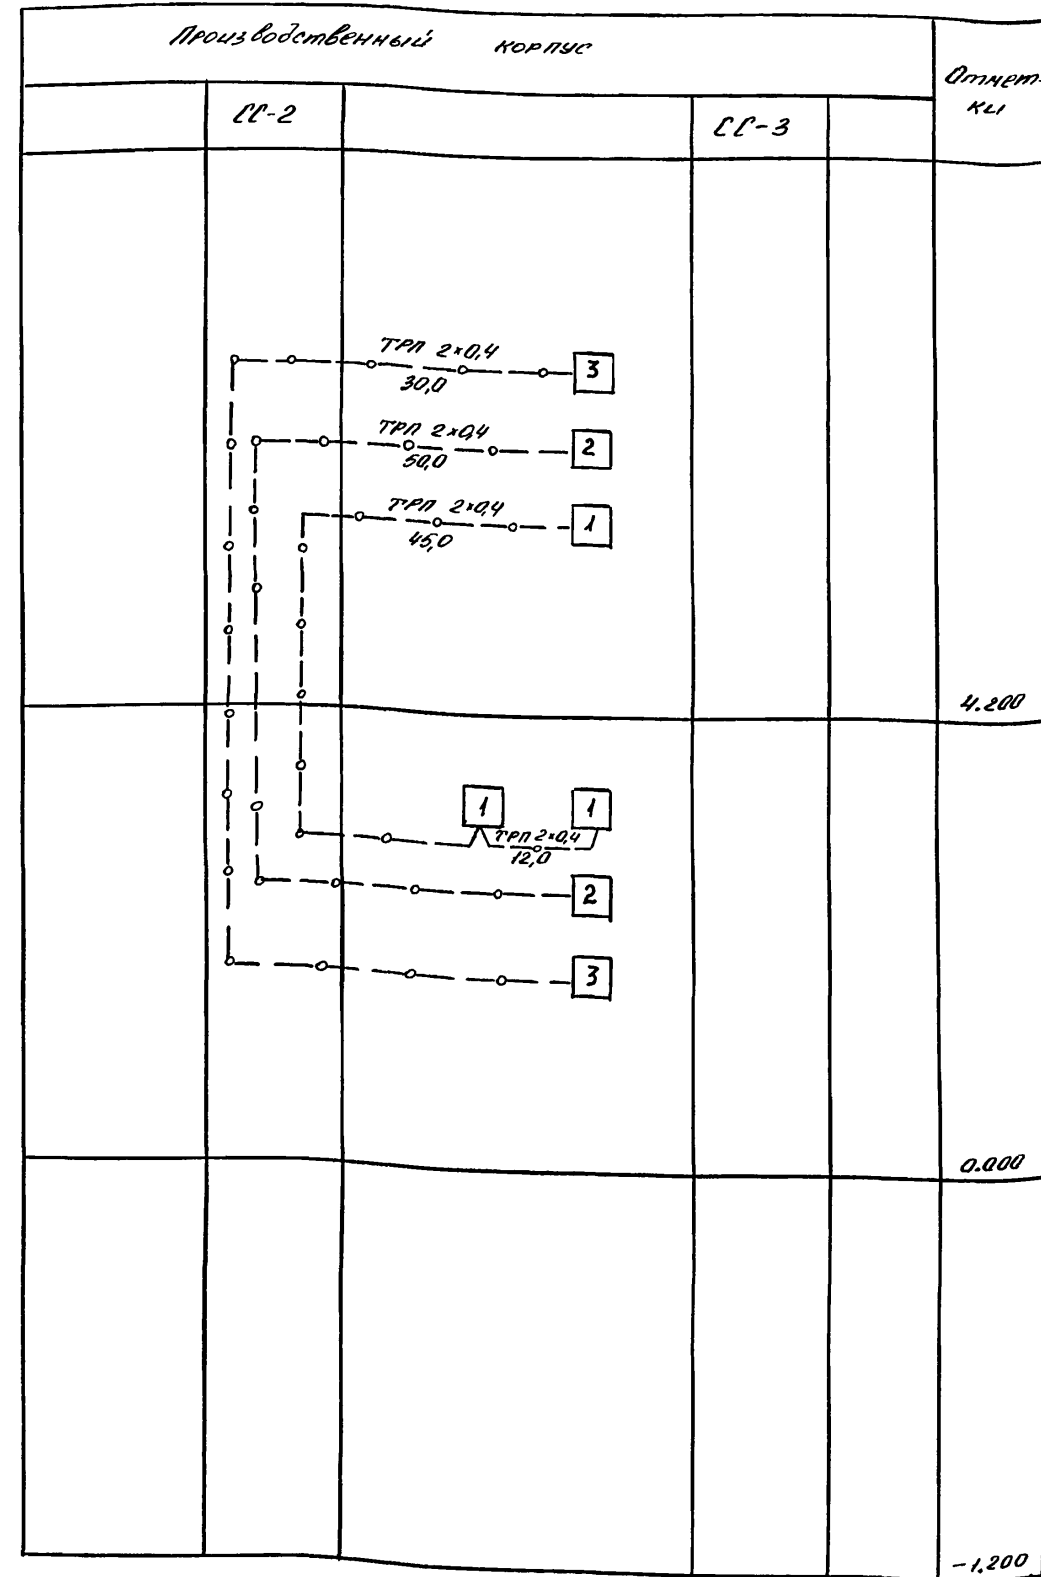 Производственный корпус
Отмет-
ки
СС-2
СС-3
ТРП 2×0,4
30,0
3
ТРП 2×0,4
50,0
2
ТРП 2×0,4
45,0
1
4.200
1
1
ТРП 2×0,4
12,0
2
3
0.000
-1.200